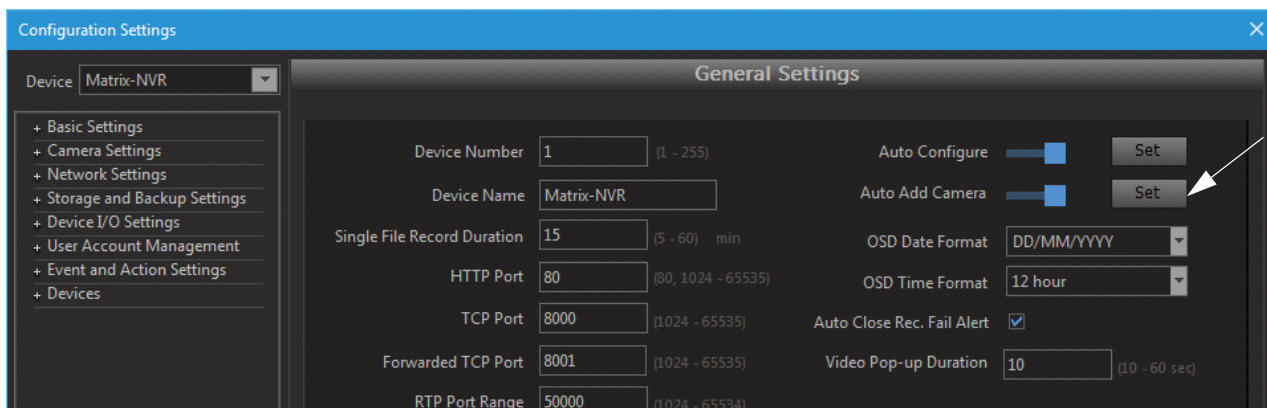 Configuration Settings
Device Matrix-NVR
+ Basic Settings
+ Camera Settings
+ Network Settings
+ Storage and Backup Settings
+ Device I/O Settings
+ User Account Management
+ Event and Action Settings
+ Devices
General Settings
Device Number 1 (1 - 255)
Device Name Matrix-NVR
Single File Record Duration 15 (5 - 60) min
HTTP Port 80 (80, 1024 - 65535)
TCP Port 8000 (1024 - 65535)
Forwarded TCP Port 8001 (1024 - 65535)
RTP Port Range 50000 (1024 - 65534)
Auto Configure Set
Auto Add Camera Set
OSD Date Format DD/MM/YYYY
OSD Time Format 12 hour
Auto Close Rec. Fail Alert
Video Pop-up Duration 10 (10 - 60 sec)